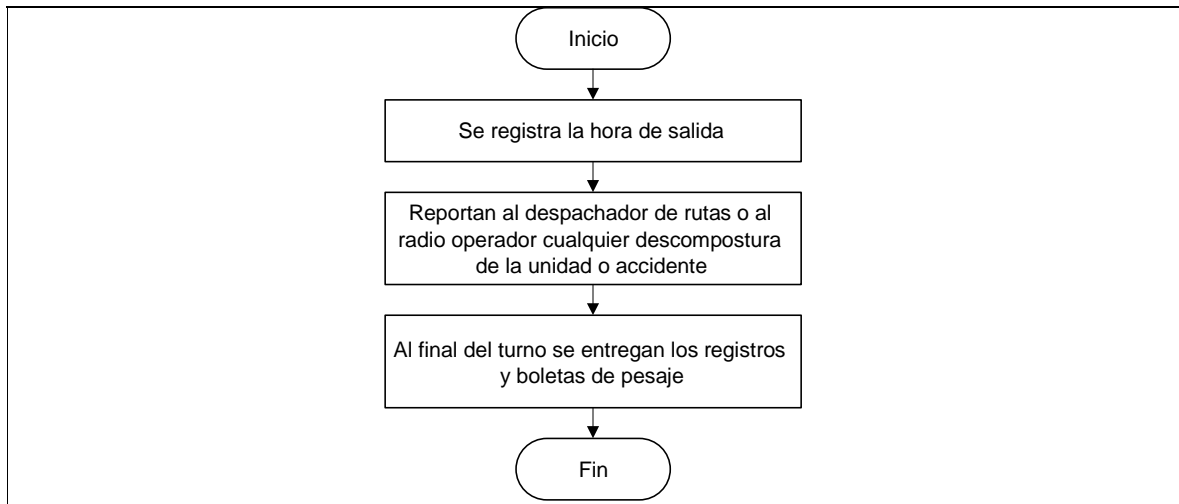 Inicio
Se registra la hora de salida
Reportan al despachador de rutas o al
radio operador cualquier descompostura
de la unidad o accidente
Al final del turno se entregan los registros
y boletas de pesaje
Fin